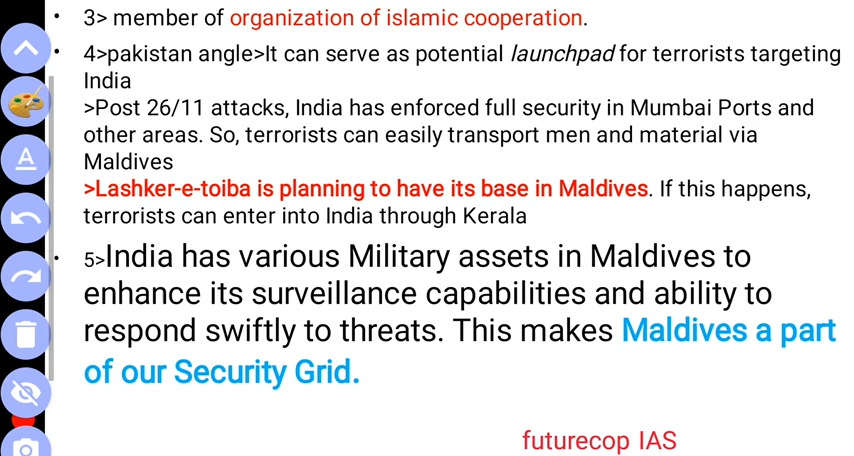 • 3> member of organization of islamic cooperation.
• 4>pakistan angle>It can serve as potential launchpad for terrorists targeting
India
>Post 26/11 attacks, India has enforced full security in Mumbai Ports and
other areas. So, terrorists can easily transport men and material via
Maldives
>Lashker-e-toiba is planning to have its base in Maldives. If this happens,
terrorists can enter into India through Kerala
• 5>India has various Military assets in Maldives to
enhance its surveillance capabilities and ability to
respond swiftly to threats. This makes Maldives a part
of our Security Grid.
futurecop IAS